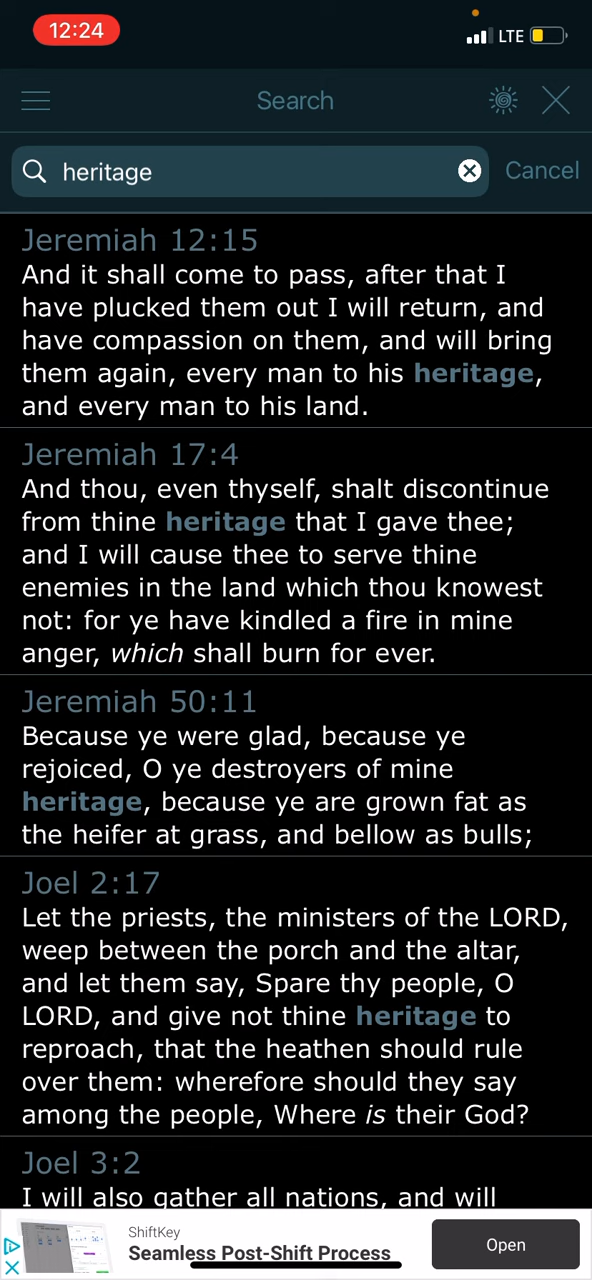 12:24
LTE
Search
heritage
Cancel
Jeremiah 12:15
And it shall come to pass, after that I
have plucked them out I will return, and
have compassion on them, and will bring
them again, every man to his heritage,
and every man to his land.
Jeremiah 17:4
And thou, even thyself, shalt discontinue
from thine heritage that I gave thee;
and I will cause thee to serve thine
enemies in the land which thou knowest
not: for ye have kindled a fire in mine
anger, which shall burn for ever.
Jeremiah 50:11
Because ye were glad, because ye
rejoiced, O ye destroyers of mine
heritage, because ye are grown fat as
the heifer at grass, and bellow as bulls;
Joel 2:17
Let the priests, the ministers of the LORD,
weep between the porch and the altar,
and let them say, Spare thy people, O
LORD, and give not thine heritage to
reproach, that the heathen should rule
over them: wherefore should they say
among the people, Where is their God?
Joel 3:2
I will also gather all nations, and will
ShiftKey
Seamless Post-Shift Process
Open